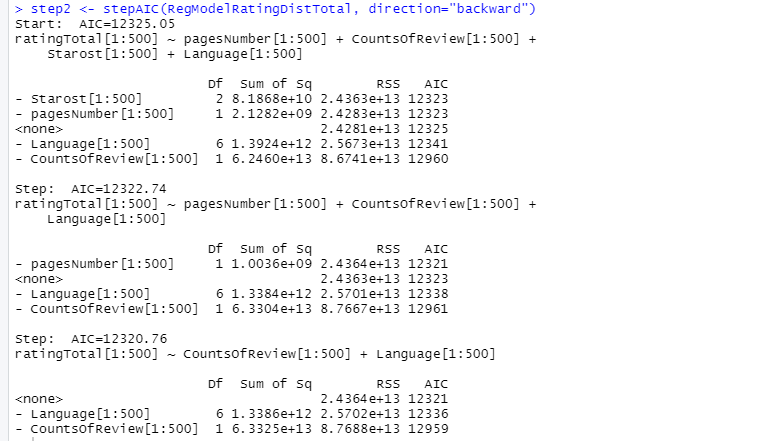 > step2 <- stepAIC(RegModelRatingDistTotal, direction="backward")
Start:  AIC=12325.05
ratingTotal[1:500] ~ pagesNumber[1:500] + CountsOfReview[1:500] +
    Starost[1:500] + Language[1:500]

                         Df  Sum of Sq        RSS   AIC
- Starost[1:500]          2 8.1868e+10 2.4363e+13 12323
- pagesNumber[1:500]      1 2.1282e+09 2.4283e+13 12323
<none>                                 2.4281e+13 12325
- Language[1:500]         6 1.3924e+12 2.5673e+13 12341
- CountsOfReview[1:500]   1 6.2460e+13 8.6741e+13 12960

Step:  AIC=12322.74
ratingTotal[1:500] ~ pagesNumber[1:500] + CountsOfReview[1:500] +
    Language[1:500]

                         Df  Sum of Sq        RSS   AIC
- pagesNumber[1:500]      1 1.0036e+09 2.4364e+13 12321
<none>                                 2.4363e+13 12323
- Language[1:500]         6 1.3384e+12 2.5701e+13 12338
- CountsOfReview[1:500]   1 6.3304e+13 8.7667e+13 12961

Step:  AIC=12320.76
ratingTotal[1:500] ~ CountsOfReview[1:500] + Language[1:500]

                         Df  Sum of Sq        RSS   AIC
<none>                                 2.4364e+13 12321
- Language[1:500]         6 1.3386e+12 2.5702e+13 12336
- CountsOfReview[1:500]   1 6.3325e+13 8.7688e+13 12959